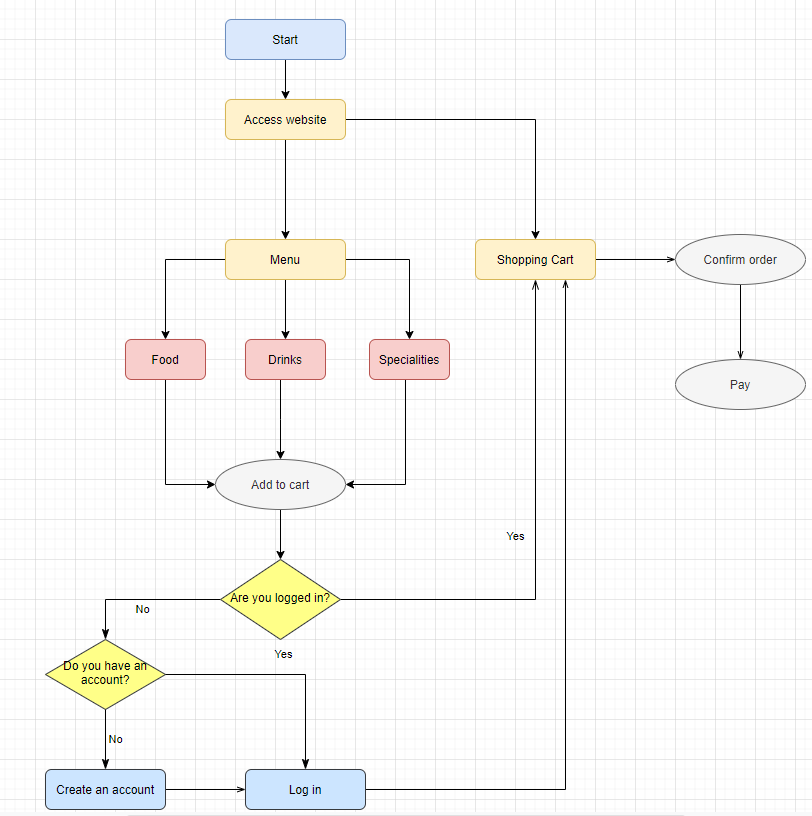 Start
Access website
Menu
Shopping Cart
Confirm order
Food
Drinks
Specialities
Pay
Add to cart
Yes
Are you logged in?
No
Yes
Do you have an
account?
No
Create an account
Log in